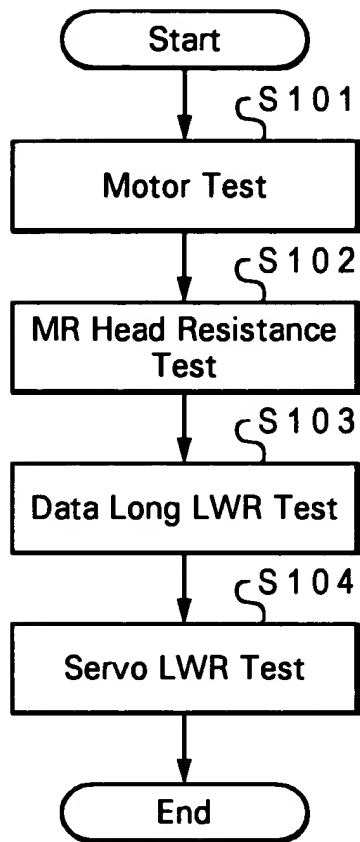 Start
S101
Motor Test
S102
MR Head Resistance
Test
S103
Data Long LWR Test
S104
Servo LWR Test
End